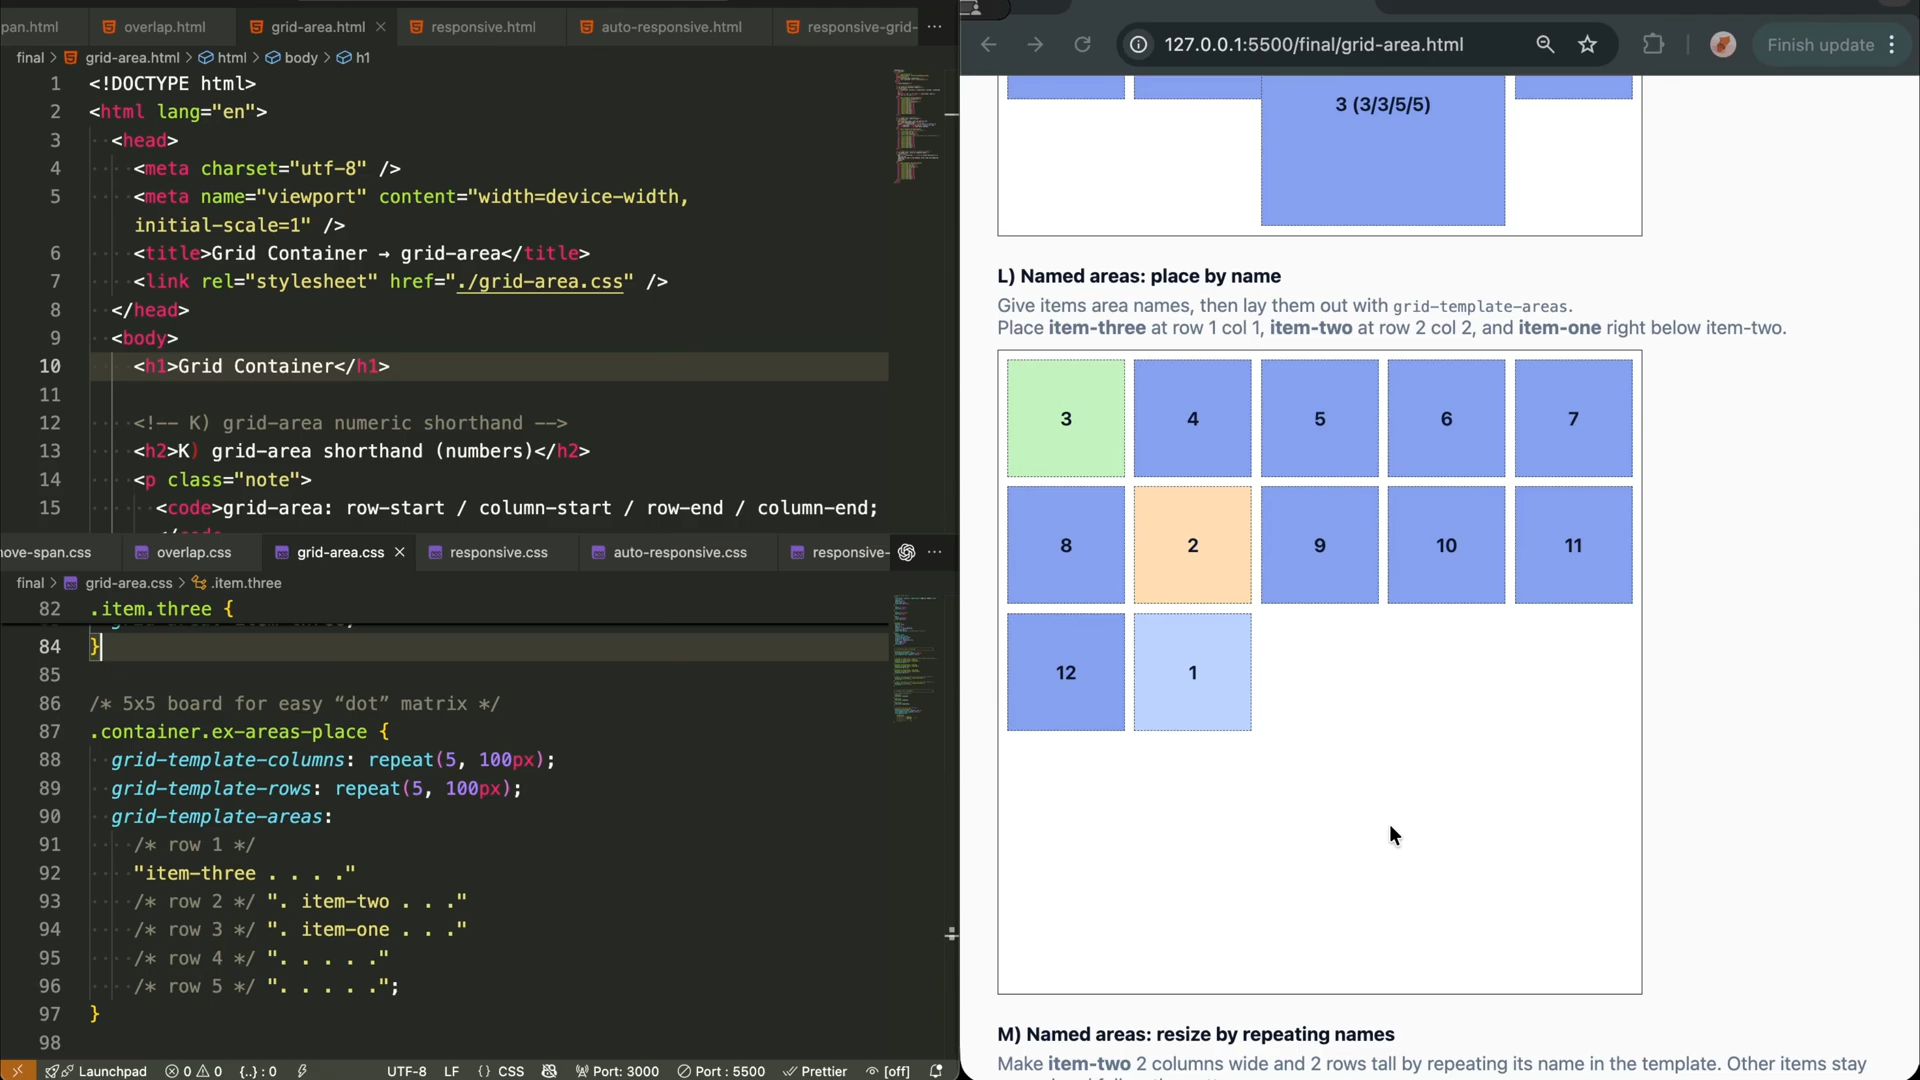 pan.html
overlap.html
grid-area.html
responsive.html
auto-responsive.html
responsive-grid-
final > grid-area.html > html > body > h1
1 <!DOCTYPE html>
2 <html lang="en">
3 <head>
4 <meta charset="utf-8" />
5 <meta name="viewport" content="width=device-width,
initial-scale=1" />
6 <title>Grid Container → grid-area</title>
7 <link rel="stylesheet" href="./grid-area.css" />
8 </head>
9 <body>
10 <h1>Grid Container</h1>
11
12 <!-- K) grid-area numeric shorthand -->
13 <h2>K) grid-area shorthand (numbers)</h2>
14 <p class="note">
15 <code>grid-area: row-start / column-start / row-end / column-end;
ove-span.css
overlap.css
grid-area.css
responsive.css
auto-responsive.css
responsive-
final > grid-area.css > .item.three
82 .item.three {
84 }
85
86 /* 5x5 board for easy “dot” matrix */
87 .container.ex-areas-place {
88 grid-template-columns: repeat(5, 100px);
89 grid-template-rows: repeat(5, 100px);
90 grid-template-areas:
91 /* row 1 */
92 "item-three . . . ."
93 /* row 2 */ ". item-two . . ."
94 /* row 3 */ ". item-one . . ."
95 /* row 4 */ ". . . . ."
96 /* row 5 */ ". . . . .";
97 }
98
Launchpad
0 0
{..} : 0
UTF-8
LF
{ } CSS
Port: 3000
Port : 5500
Prettier
[off]
127.0.0.1:5500/final/grid-area.html
Finish update
3 (3/3/5/5)
L) Named areas: place by name
Give items area names, then lay them out with grid-template-areas.
Place item-three at row 1 col 1, item-two at row 2 col 2, and item-one right below item-two.
3 4 5 6 7
8 2 9 10 11
12 1
M) Named areas: resize by repeating names
Make item-two 2 columns wide and 2 rows tall by repeating its name in the template. Other items stay